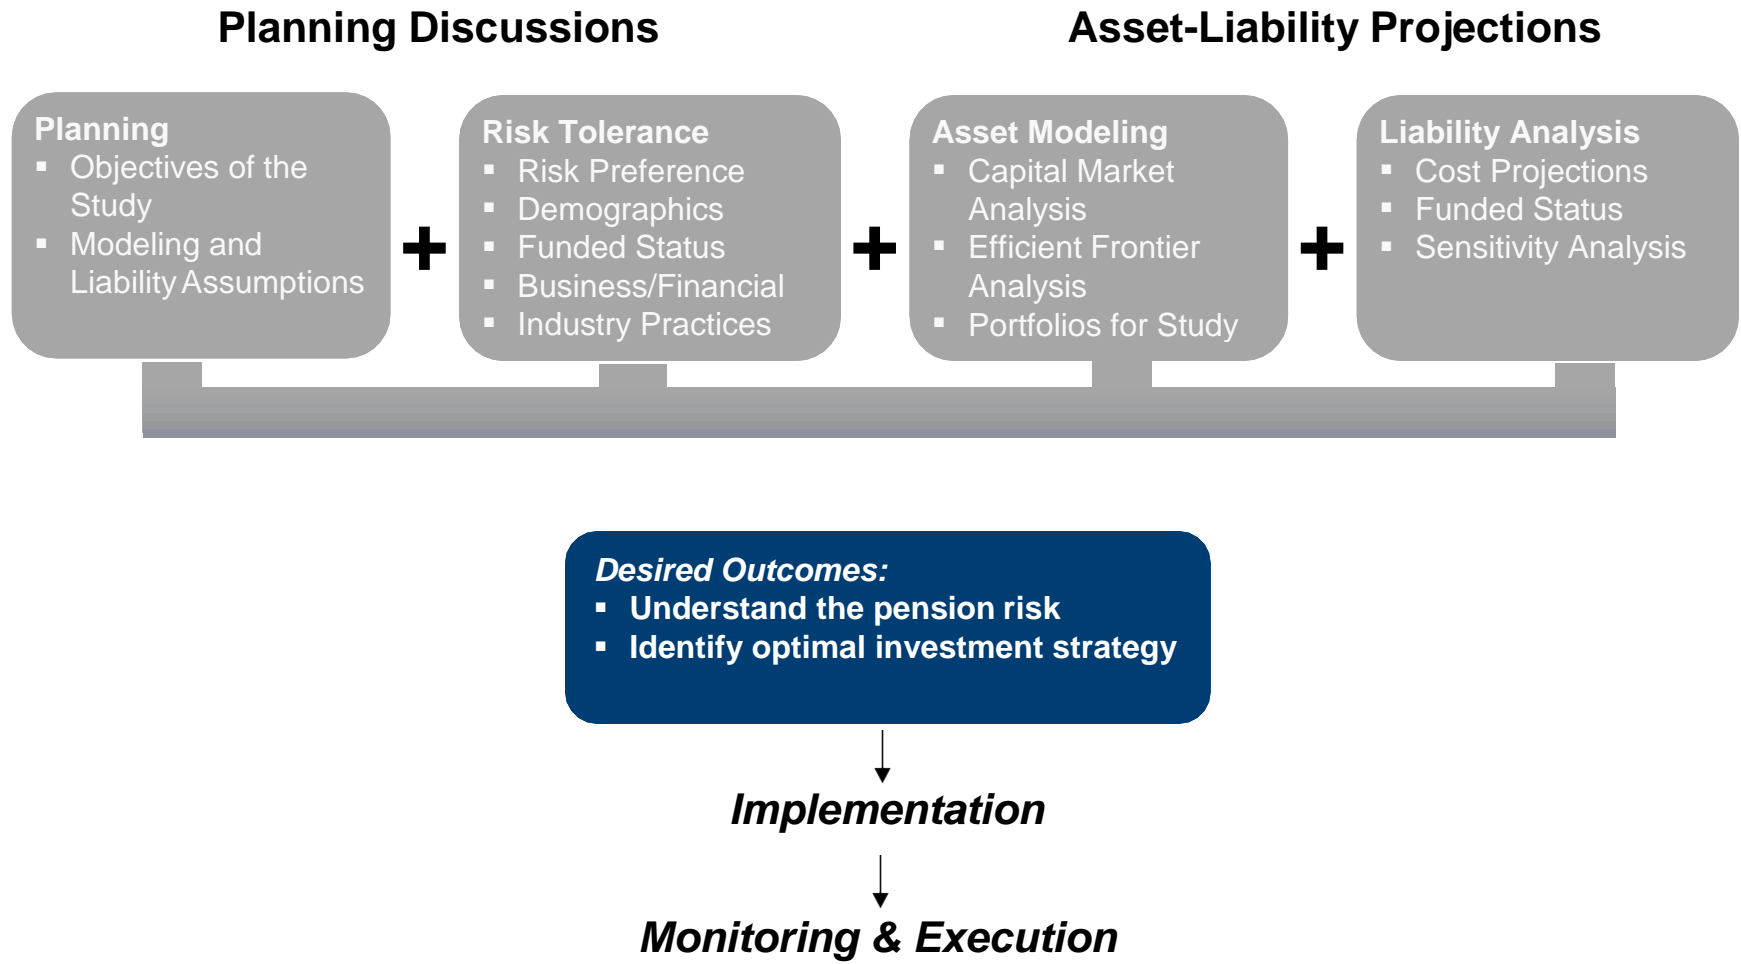 Planning Discussions
Asset-Liability Projections
Planning
▪ Objectives of the
Study
▪ Modeling and
Liability Assumptions
+
Risk Tolerance
▪ Risk Preference
▪ Demographics
▪ Funded Status
▪ Business/Financial
▪ Industry Practices
+
Asset Modeling
▪ Capital Market
Analysis
▪ Efficient Frontier
Analysis
▪ Portfolios for Study
+
Liability Analysis
▪ Cost Projections
▪ Funded Status
▪ Sensitivity Analysis
Desired Outcomes:
▪ Understand the pension risk
▪ Identify optimal investment strategy
Implementation
Monitoring & Execution